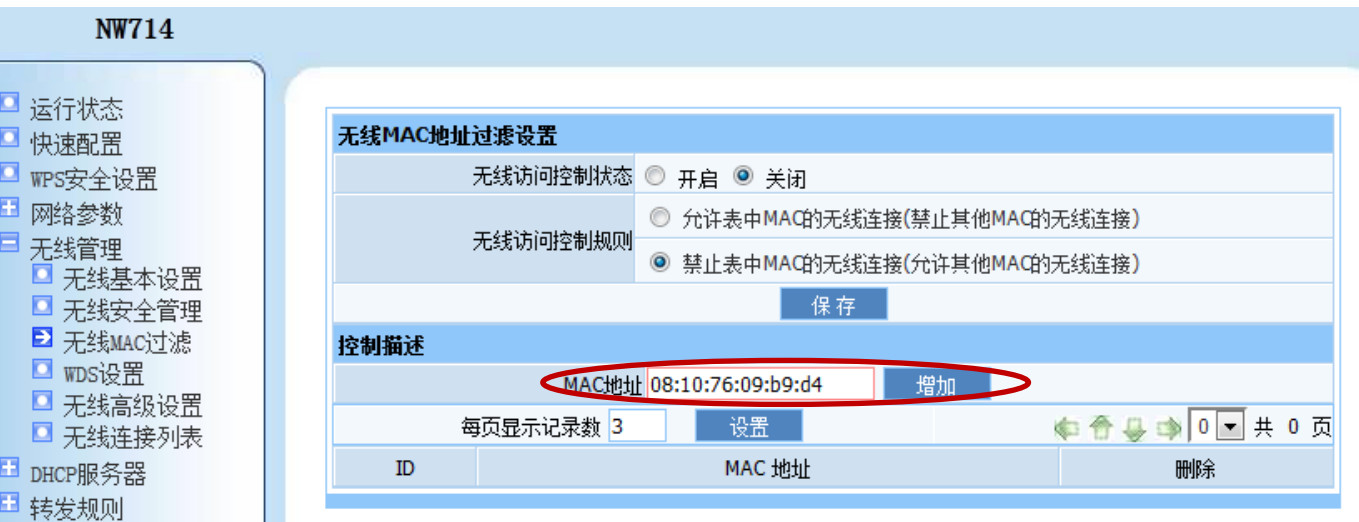 NW714
运行状态
快速配置
WPS安全设置
网络参数
无线管理
无线基本设置
无线安全管理
无线MAC过滤
WDS设置
无线高级设置
无线连接列表
DHCP服务器
转发规则
无线MAC地址过滤设置
无线访问控制状态 开启 关闭
无线访问控制规则
允许表中MAC的无线连接(禁止其他MAC的无线连接)
禁止表中MAC的无线连接(允许其他MAC的无线连接)
保存
控制描述
MAC地址 08:10:76:09:b9:d4 增加
每页显示记录数 3 设置 0 共 0 页
ID MAC 地址 删除